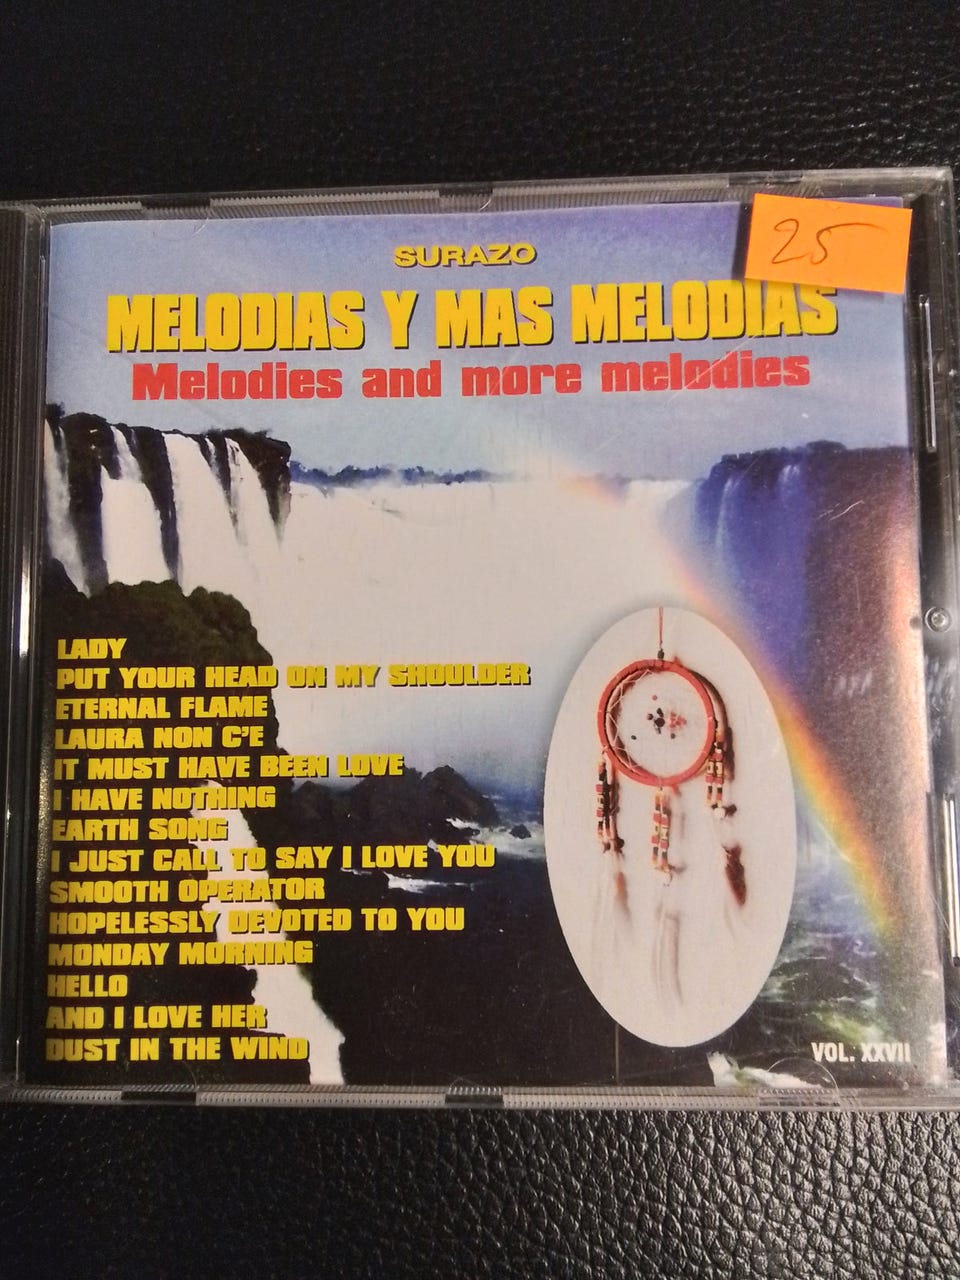 SURAZO
25
MELODIAS Y MAS MELODIAS
Melodies and more melodies
LADY
PUT YOUR HEAD ON MY SHOULDER
ETERNAL FLAME
LAURA NON C'E
IT MUST HAVE BEEN LOVE
I HAVE NOTHING
EARTH SONG
I JUST CALL TO SAY I LOVE YOU
SMOOTH OPERATOR
HOPELESSLY DEVOTED TO YOU
MONDAY MORNING
HELLO
AND I LOVE HER
DUST IN THE WIND
VOL. XXVII